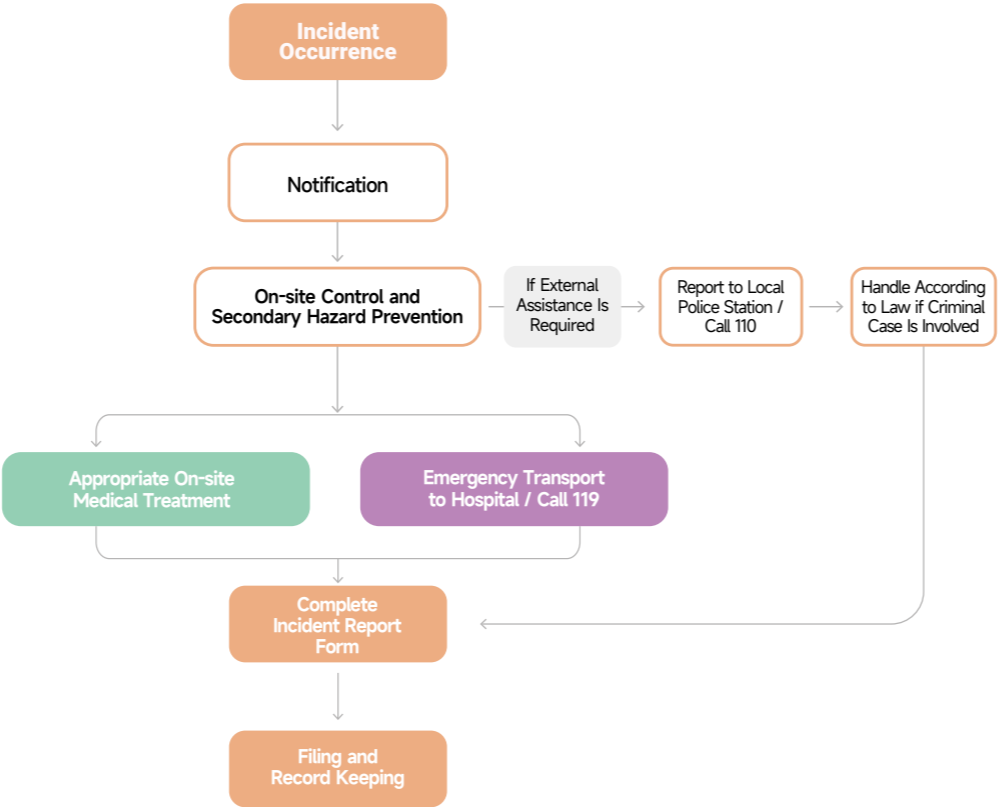 Incident
Occurrence
Notification
On-site Control and
Secondary Hazard Prevention
If External
Assistance Is
Required
Report to Local
Police Station /
Call 110
Handle According
to Law if Criminal
Case Is Involved
Appropriate On-site
Medical Treatment
Emergency Transport
to Hospital / Call 119
Complete
Incident Report
Form
Filing and
Record Keeping